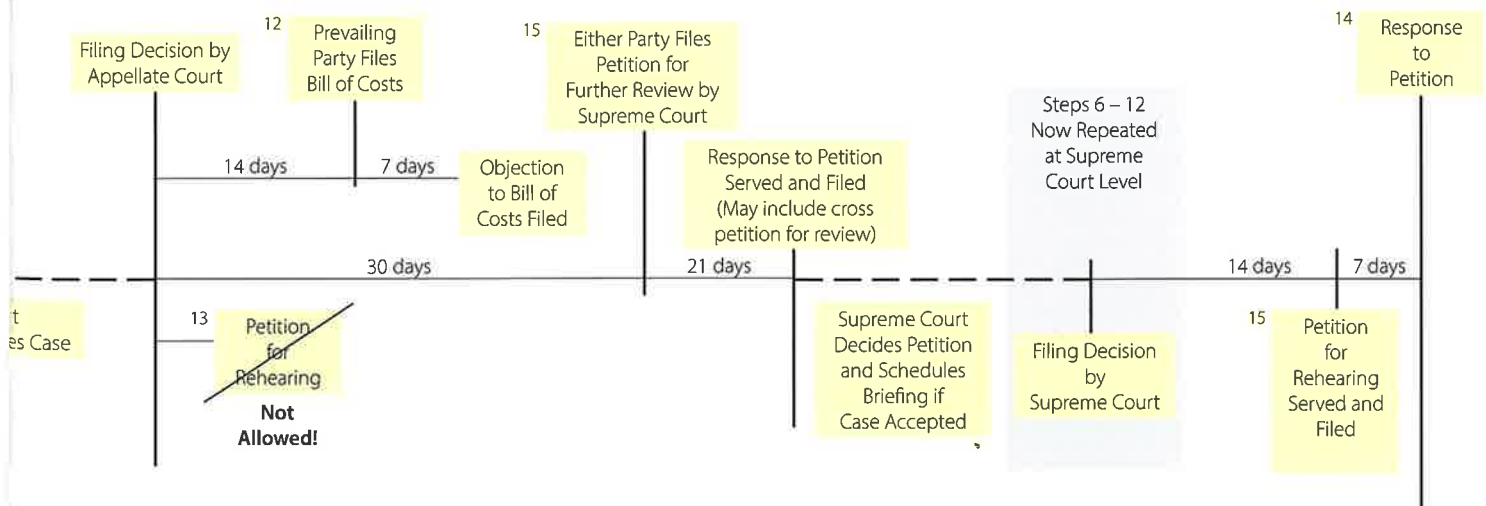 Filing Decision by
Appellate Court
12
Prevailing
Party Files
Bill of Costs
15
Either Party Files
Petition for
Further Review by
Supreme Court
14
Response
to
Petition
Steps 6 – 12
Now Repeated
at Supreme
Court Level
14 days
7 days
Objection
to Bill of
Costs Filed
Response to Petition
Served and Filed
(May include cross
petition for review)
30 days
21 days
14 days
7 days
t
es Case
13
Petition
for
Rehearing
Not
Allowed!
Supreme Court
Decides Petition
and Schedules
Briefing if
Case Accepted
Filing Decision
by
Supreme Court
15
Petition
for
Rehearing
Served and
Filed